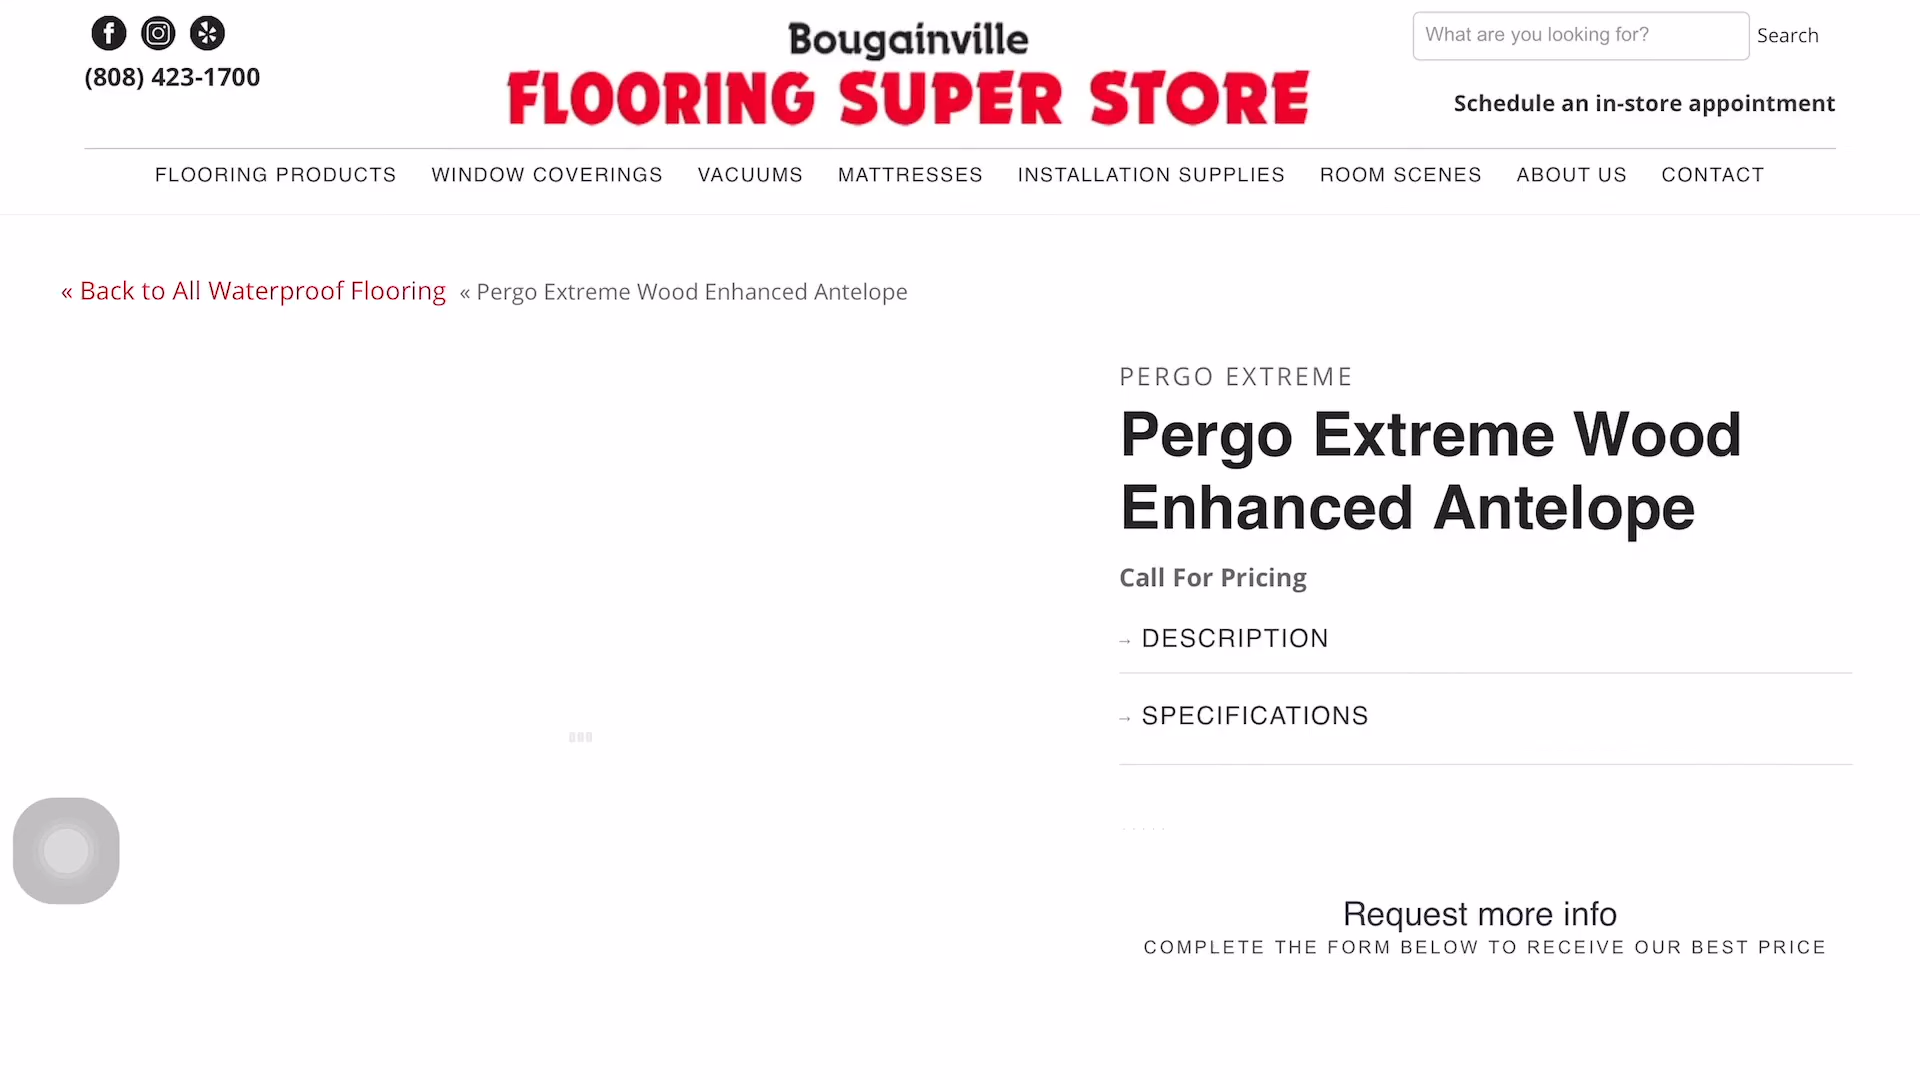 (808) 423-1700
Bougainville
FLOORING SUPER STORE
What are you looking for?
Search
Schedule an in-store appointment
FLOORING PRODUCTS WINDOW COVERINGS VACUUMS MATTRESSES INSTALLATION SUPPLIES ROOM SCENES ABOUT US CONTACT
« Back to All Waterproof Flooring « Pergo Extreme Wood Enhanced Antelope
PERGO EXTREME
Pergo Extreme Wood
Enhanced Antelope
Call For Pricing
→ DESCRIPTION
→ SPECIFICATIONS
Request more info
COMPLETE THE FORM BELOW TO RECEIVE OUR BEST PRICE